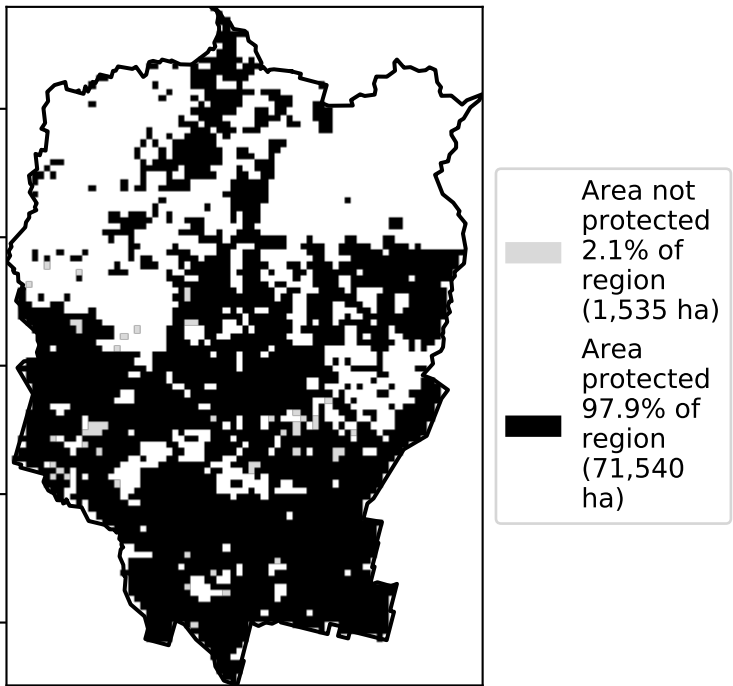 Area not
protected
2.1% of
region
(1,535 ha)
Area
protected
97.9% of
region
(71,540
ha)